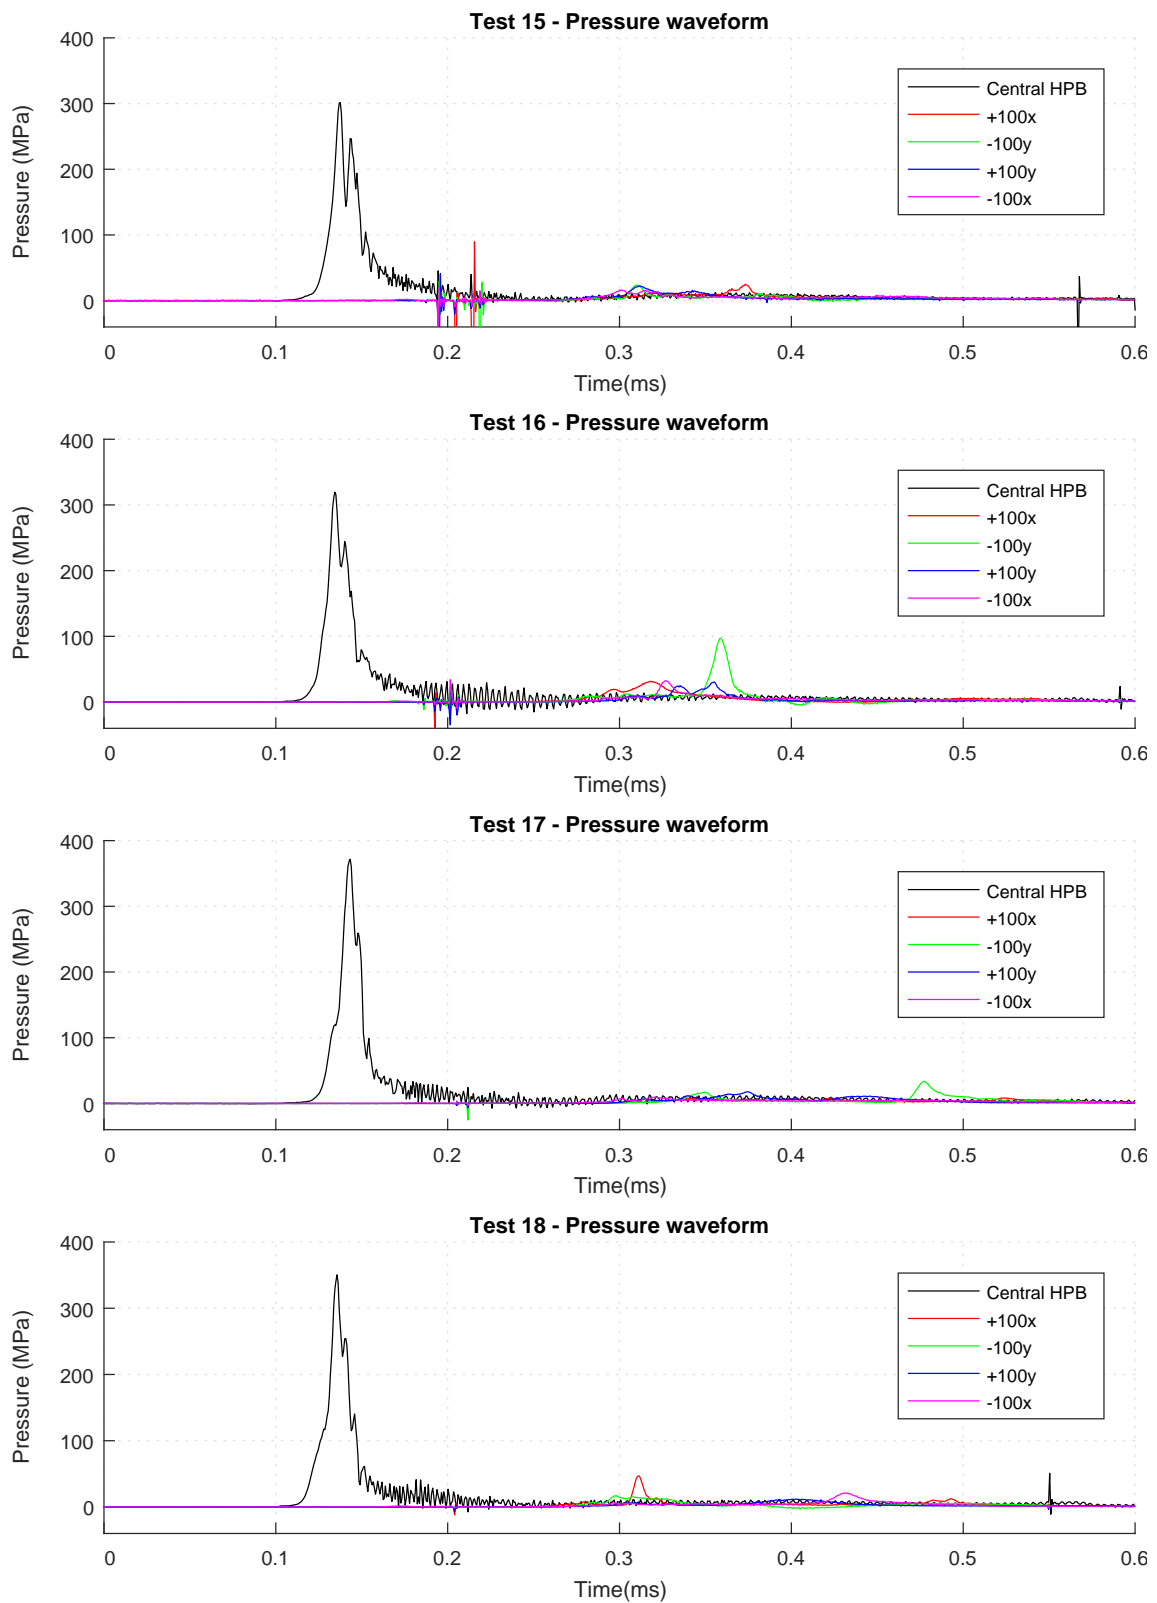 Test 15 - Pressure waveform
400
300
200
100
0
Pressure (MPa)
Central HPB
+100x
-100y
+100y
-100x
0 0.1 0.2 0.3 0.4 0.5 0.6
Time(ms)
Test 16 - Pressure waveform
400
300
200
100
0
Pressure (MPa)
Central HPB
+100x
-100y
+100y
-100x
0 0.1 0.2 0.3 0.4 0.5 0.6
Time(ms)
Test 17 - Pressure waveform
400
300
200
100
0
Pressure (MPa)
Central HPB
+100x
-100y
+100y
-100x
0 0.1 0.2 0.3 0.4 0.5 0.6
Time(ms)
Test 18 - Pressure waveform
400
300
200
100
0
Pressure (MPa)
Central HPB
+100x
-100y
+100y
-100x
0 0.1 0.2 0.3 0.4 0.5 0.6
Time(ms)